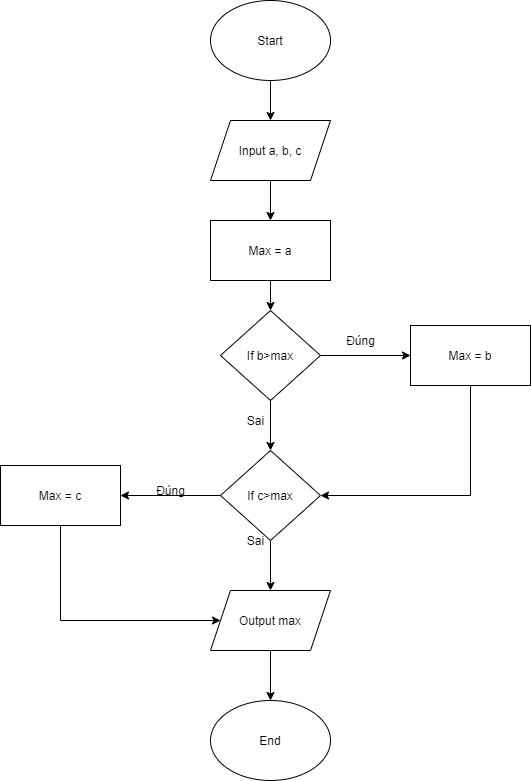 Start
Input a, b, c
Max = a
If b>max
Đúng
Max = b
Sai
If c>max
Đúng
Max = c
Sai
Output max
End